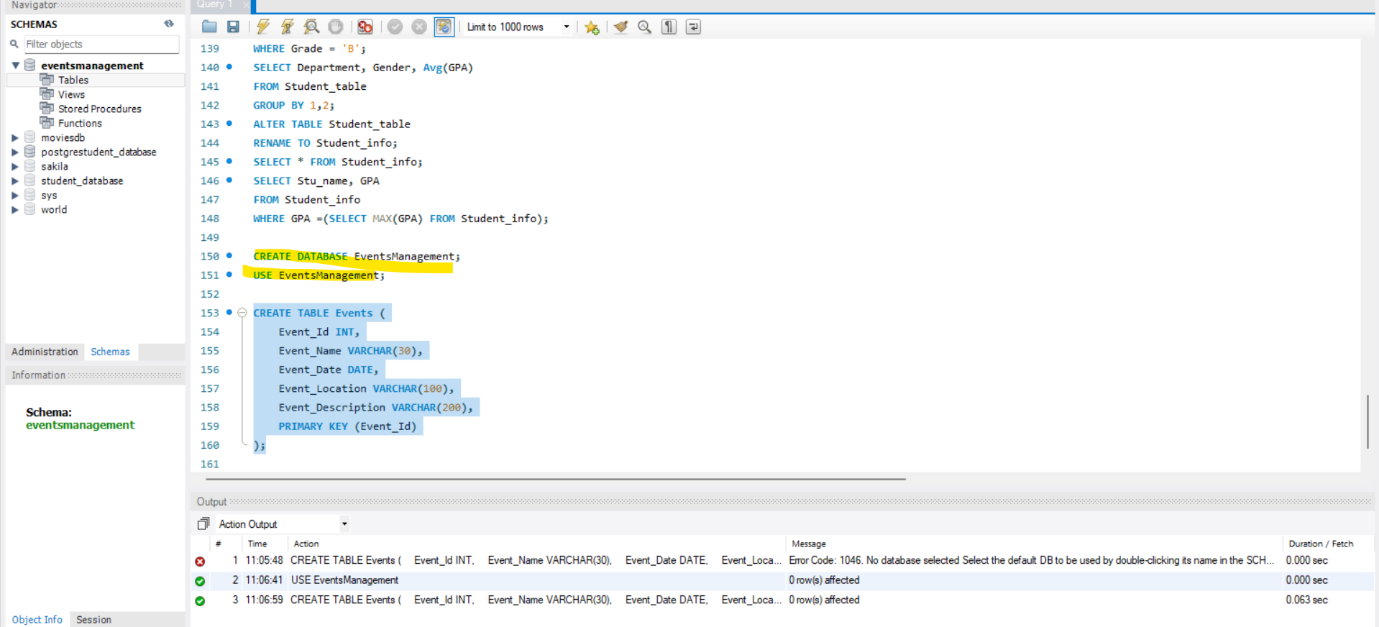 Navigator
SCHEMAS
Filter objects
eventsmanagement
Tables
Views
Stored Procedures
Functions
moviesdb
postgrestudent_database
sakila
student_database
sys
world
Administration Schemas
Information
Schema:
eventsmanagement
Object Info Session
Query 1
Limit to 1000 rows
139 WHERE Grade = 'B';
140 SELECT Department, Gender, Avg(GPA)
141 FROM Student_table
142 GROUP BY 1,2;
143 ALTER TABLE Student_table
144 RENAME TO Student_info;
145 SELECT * FROM Student_info;
146 SELECT Stu_name, GPA
147 FROM Student_info
148 WHERE GPA =(SELECT MAX(GPA) FROM Student_info);
149
150 CREATE DATABASE EventsManagement;
151 USE EventsManagement;
152
153 CREATE TABLE Events (
154 Event_Id INT,
155 Event_Name VARCHAR(30),
156 Event_Date DATE,
157 Event_Location VARCHAR(100),
158 Event_Description VARCHAR(200),
159 PRIMARY KEY (Event_Id)
160 );
161
Output
Action Output
# Time Action Message Duration / Fetch
1 11:05:48 CREATE TABLE Events ( Event_Id INT, Event_Name VARCHAR(30), Event_Date DATE, Event_Loca... Error Code: 1046. No database selected Select the default DB to be used by double-clicking its name in the SCH... 0.000 sec
2 11:06:41 USE EventsManagement 0 row(s) affected 0.000 sec
3 11:06:59 CREATE TABLE Events ( Event_Id INT, Event_Name VARCHAR(30), Event_Date DATE, Event_Loca... 0 row(s) affected 0.063 sec